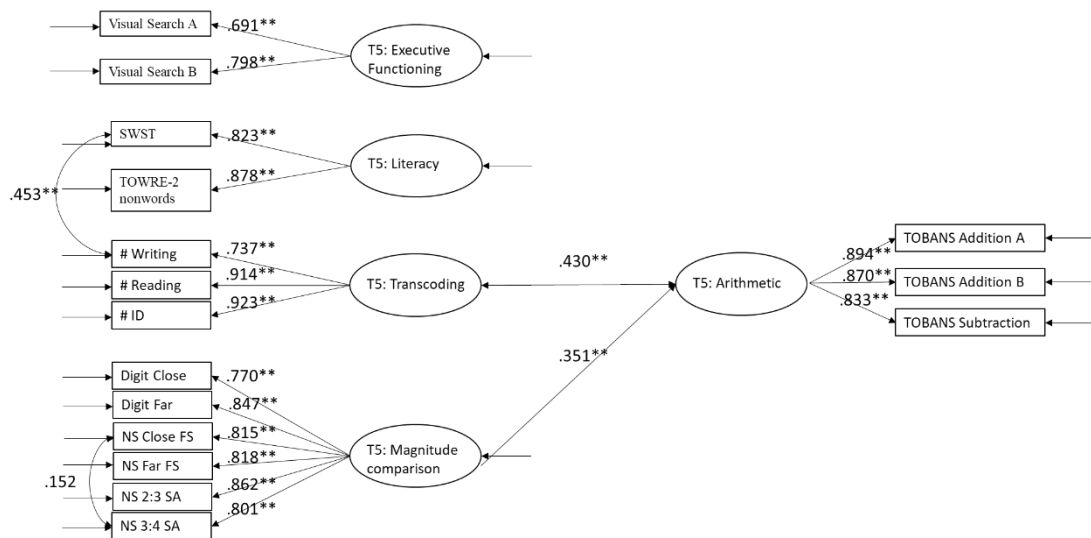 Visual Search A
.691**
T5: Executive
Functioning
Visual Search B
.798**
SWST
.823**
T5: Literacy
TOWRE-2
nonwords
.878**
.453**
# Writing
.737**
# Reading
.914**
T5: Transcoding
# ID
.923**
.430**
T5: Arithmetic
.894**
TOBANS Addition A
.870**
TOBANS Addition B
.833**
TOBANS Subtraction
.351**
Digit Close
.770**
Digit Far
.847**
NS Close FS
.815**
T5: Magnitude
comparison
NS Far FS
.818**
.152
NS 2:3 SA
.862**
NS 3:4 SA
.801**